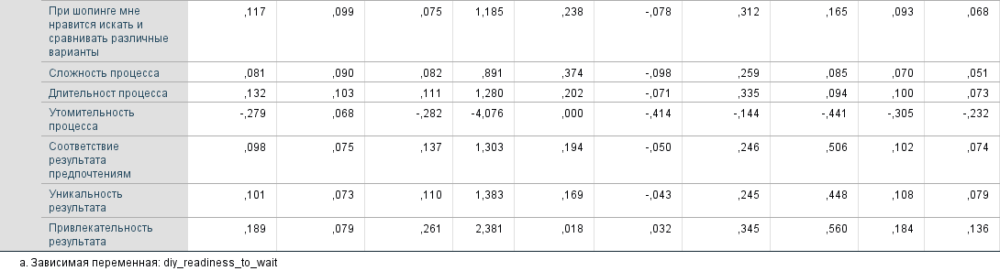 При шопинге мне ,117 ,099 ,075 1,185 ,238 -,078 ,312 ,165 ,093 ,068
нравится искать и
сравнивать различные
варианты
Сложность процесса ,081 ,090 ,082 ,891 ,374 -,098 ,259 ,085 ,070 ,051
Длительност процесса ,132 ,103 ,111 1,280 ,202 -,071 ,335 ,094 ,100 ,073
Утомительность -,279 ,068 -,282 -4,076 ,000 -,414 -,144 -,441 -,305 -,232
процесса
Соответствие ,098 ,075 ,137 1,303 ,194 -,050 ,246 ,506 ,102 ,074
результата
предпочтениям
Уникальность ,101 ,073 ,110 1,383 ,169 -,043 ,245 ,448 ,108 ,079
результата
Привлекательность ,189 ,079 ,261 2,381 ,018 ,032 ,345 ,560 ,184 ,136
результата
a. Зависимая переменная: diy_readiness_to_wait